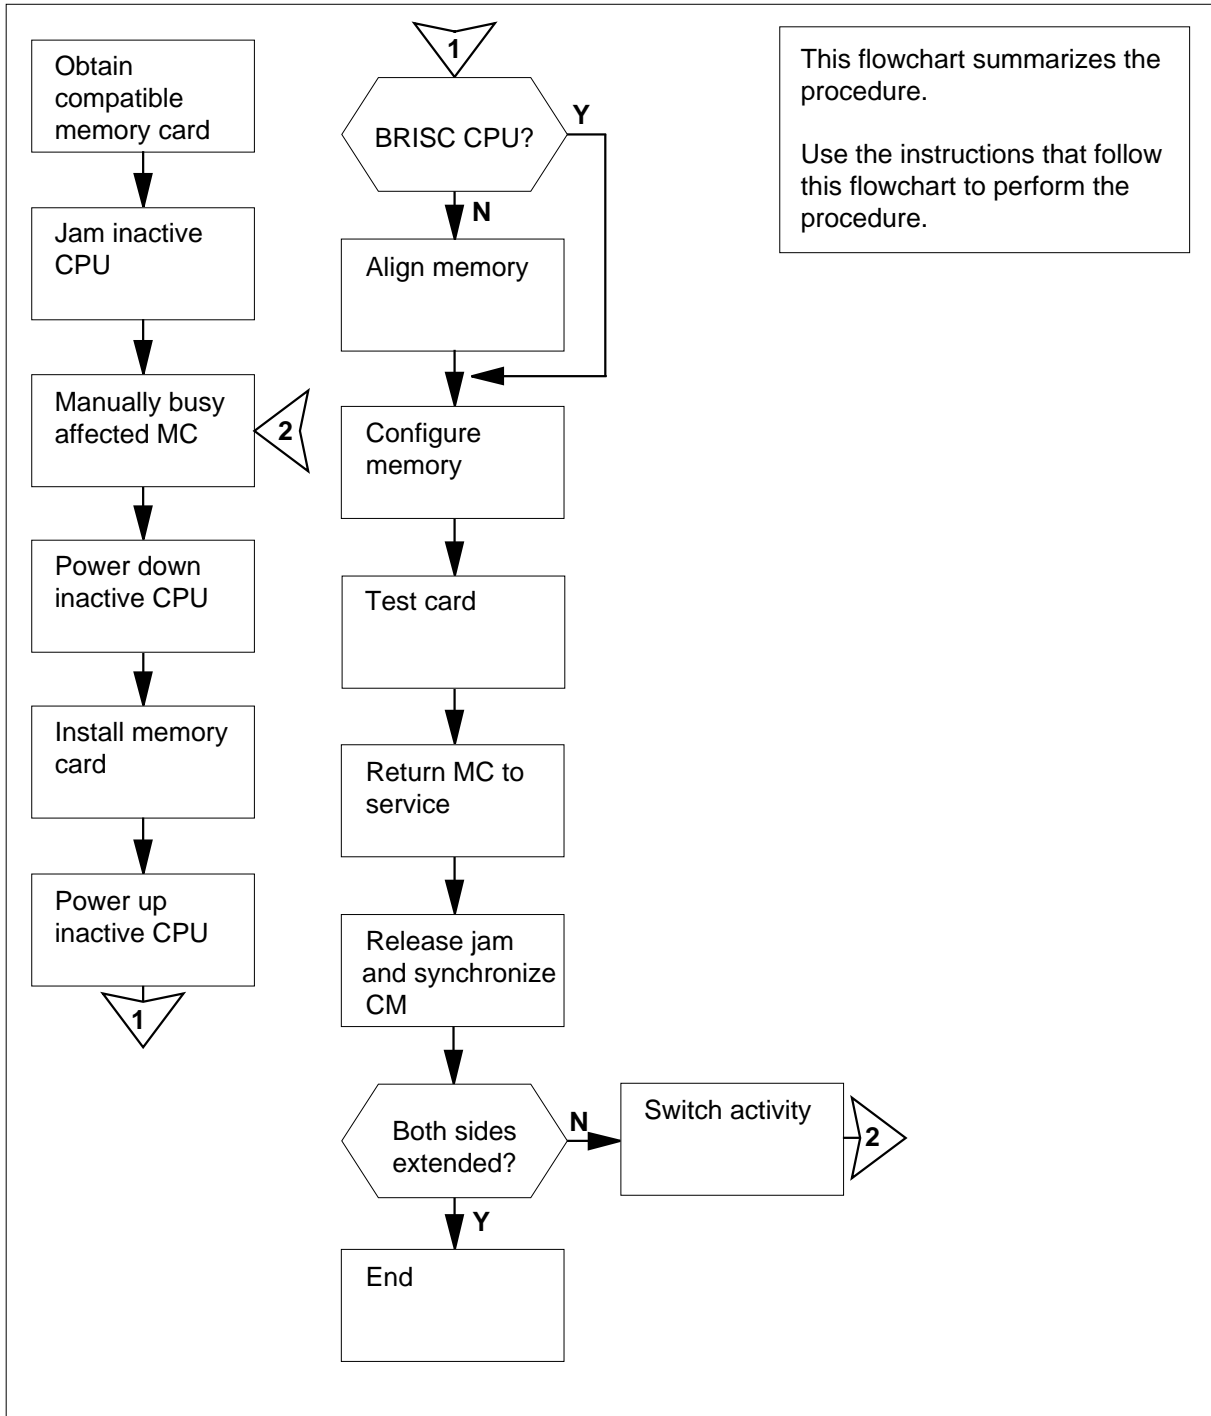 Obtain
compatible
memory card
Jam inactive
CPU
Manually busy
affected MC
2
Power down
inactive CPU
Install memory
card
Power up
inactive CPU
1
1
BRISC CPU?
Y
N
Align memory
Configure
memory
Test card
Return MC to
service
Release jam
and synchronize
CM
Both sides
extended?
N
Switch activity
2
Y
End
This flowchart summarizes the
procedure.
Use the instructions that follow
this flowchart to perform the
procedure.